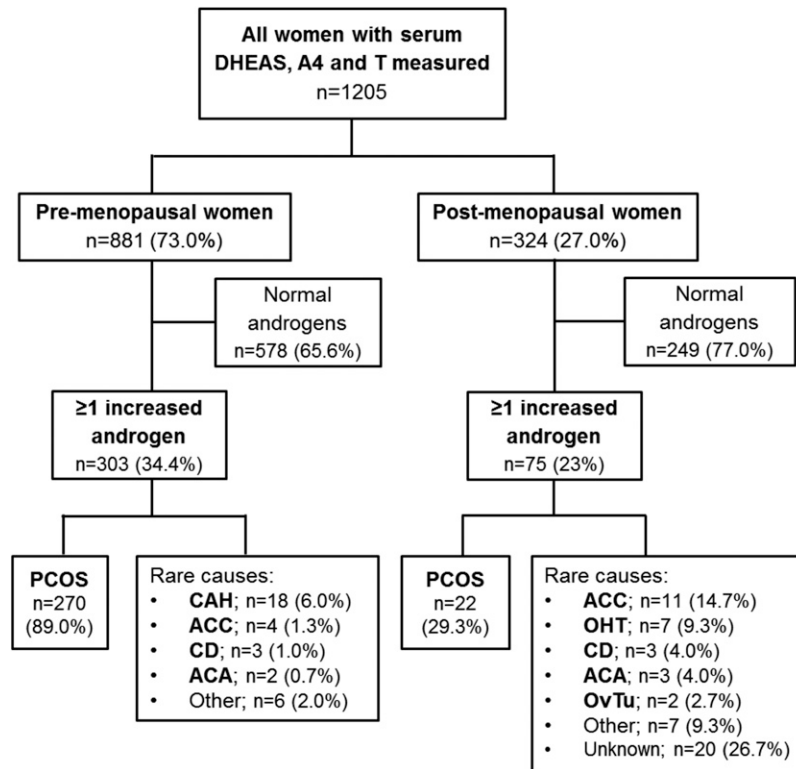 All women with serum
DHEAS, A4 and T measured
n=1205
Pre-menopausal women
n=881 (73.0%)
Post-menopausal women
n=324 (27.0%)
Normal
androgens
n=578 (65.6%)
Normal
androgens
n=249 (77.0%)
≥1 increased
androgen
n=303 (34.4%)
≥1 increased
androgen
n=75 (23%)
PCOS
n=270
(89.0%)
Rare causes:
• CAH; n=18 (6.0%)
• ACC; n=4 (1.3%)
• CD; n=3 (1.0%)
• ACA; n=2 (0.7%)
• Other; n=6 (2.0%)
PCOS
n=22
(29.3%)
Rare causes:
• ACC; n=11 (14.7%)
• OHT; n=7 (9.3%)
• CD; n=3 (4.0%)
• ACA; n=3 (4.0%)
• OvTu; n=2 (2.7%)
• Other; n=7 (9.3%)
• Unknown; n=20 (26.7%)